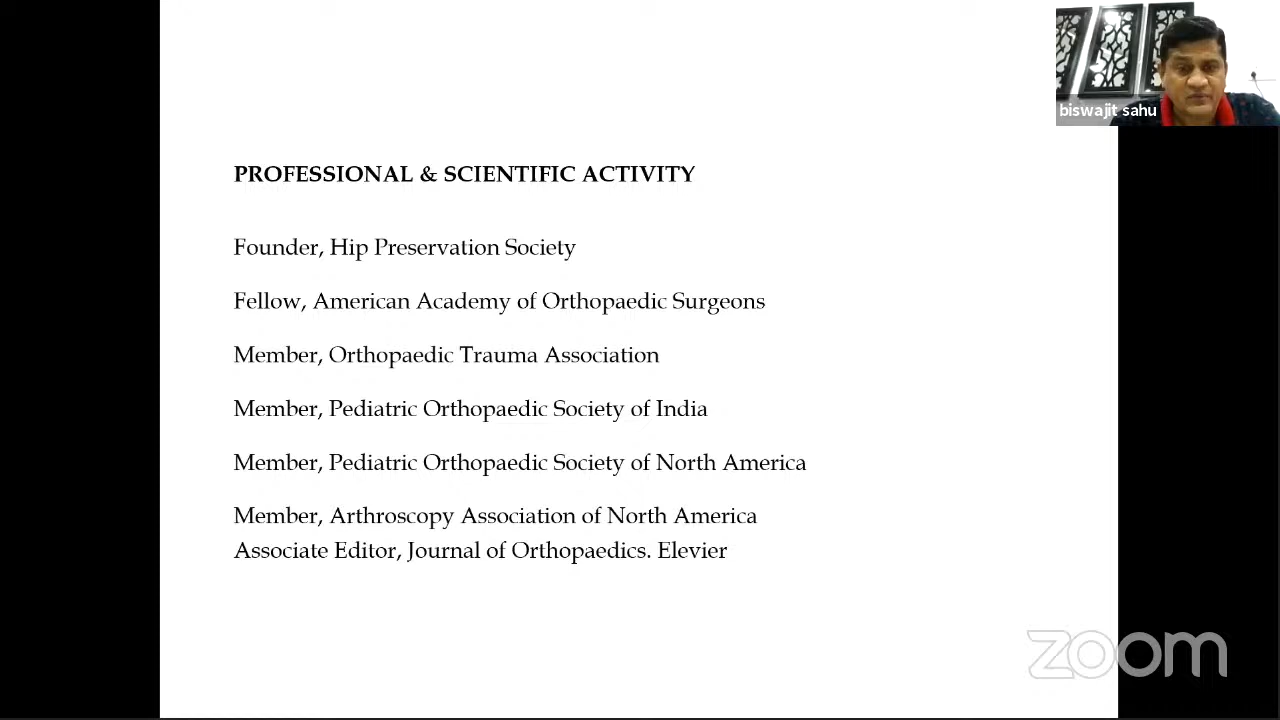 biswajit sahu
PROFESSIONAL & SCIENTIFIC ACTIVITY
Founder, Hip Preservation Society
Fellow, American Academy of Orthopaedic Surgeons
Member, Orthopaedic Trauma Association
Member, Pediatric Orthopaedic Society of India
Member, Pediatric Orthopaedic Society of North America
Member, Arthroscopy Association of North America
Associate Editor, Journal of Orthopaedics. Elevier
zoom